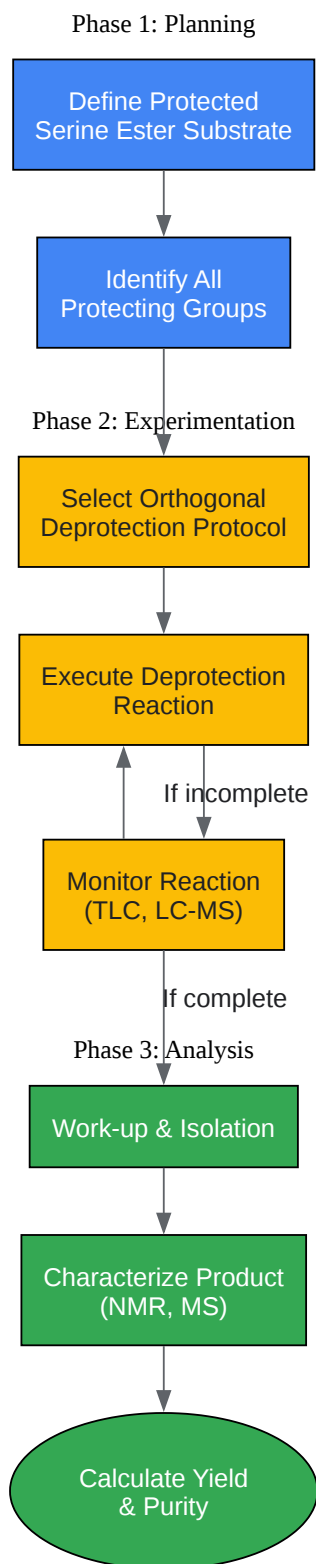 Phase 1: Planning
Define Protected
Serine Ester Substrate
Identify All
Protecting Groups
Phase 2: Experimentation
Select Orthogonal
Deprotection Protocol
Execute Deprotection
Reaction
If incomplete
Monitor Reaction
(TLC, LC-MS)
If complete
Phase 3: Analysis
Work-up & Isolation
Characterize Product
(NMR, MS)
Calculate Yield
& Purity